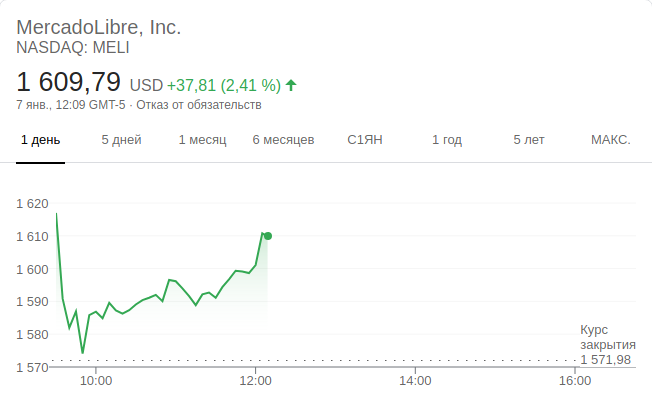 MercadoLibre, Inc.
NASDAQ: MELI
1 609,79 USD +37,81 (2,41 %)
7 янв., 12:09 GMT-5 · Отказ от обязательств
1 день 5 дней 1 месяц 6 месяцев С1ЯН 1 год 5 лет МАКС.
1 620
1 610
1 600
1 590
1 580
1 570
Курс
закрытия
1 571,98
10:00 12:00 14:00 16:00